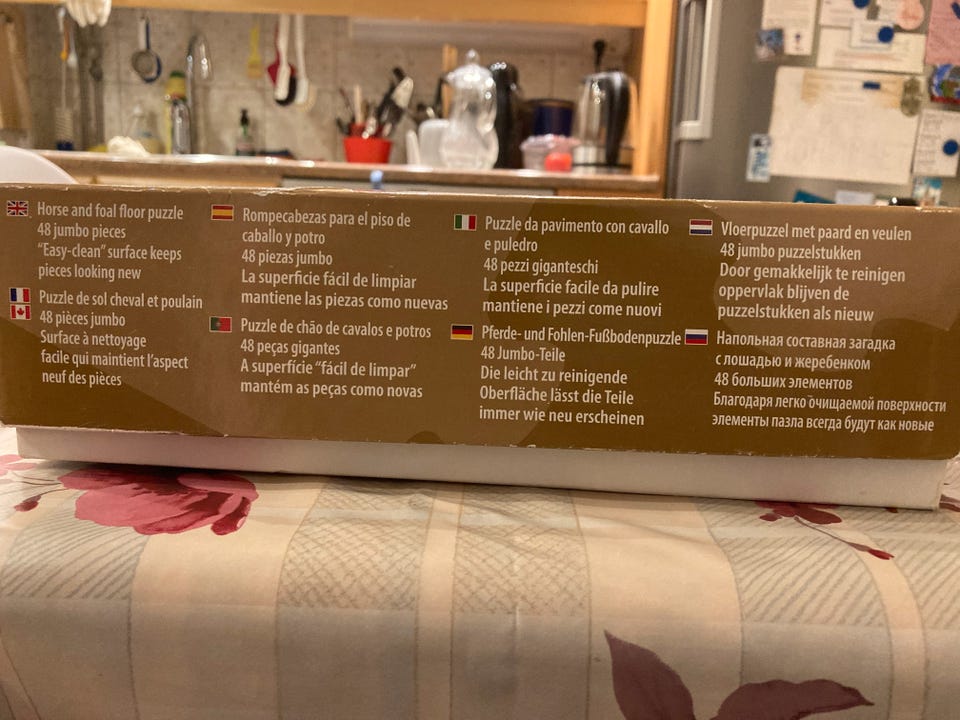 Horse and foal floor puzzle
48 jumbo pieces
“Easy-clean” surface keeps
pieces looking new
Puzzle de sol cheval et poulain
48 pièces jumbo
Surface à nettoyage
facile qui maintient l’aspect
neuf des pièces
Rompecabezas para el piso de
caballo y potro
48 piezas jumbo
La superficie fácil de limpiar
mantiene las piezas como nuevas
Puzzle de chão de cavalos e potros
48 peças gigantes
A superfície “fácil de limpar”
mantém as peças como novas
Puzzle da pavimento con cavallo
e puledro
48 pezzi giganteschi
La superficie facile da pulire
mantiene i pezzi come nuovi
Pferde- und Fohlen-Fußbodenpuzzle
48 Jumbo-Teile
Die leicht zu reinigende
Oberfläche lässt die Teile
immer wie neu erscheinen
Vloerpuzzel met paard en veulen
48 jumbo puzzelstukken
Door gemakkelijk te reinigen
oppervlak blijven de
puzzelstukken als nieuw
Напольная составная загадка
с лошадью и жеребенком
48 больших элементов
Благодаря легко очищаемой поверхности
элементы пазла всегда будут как новые